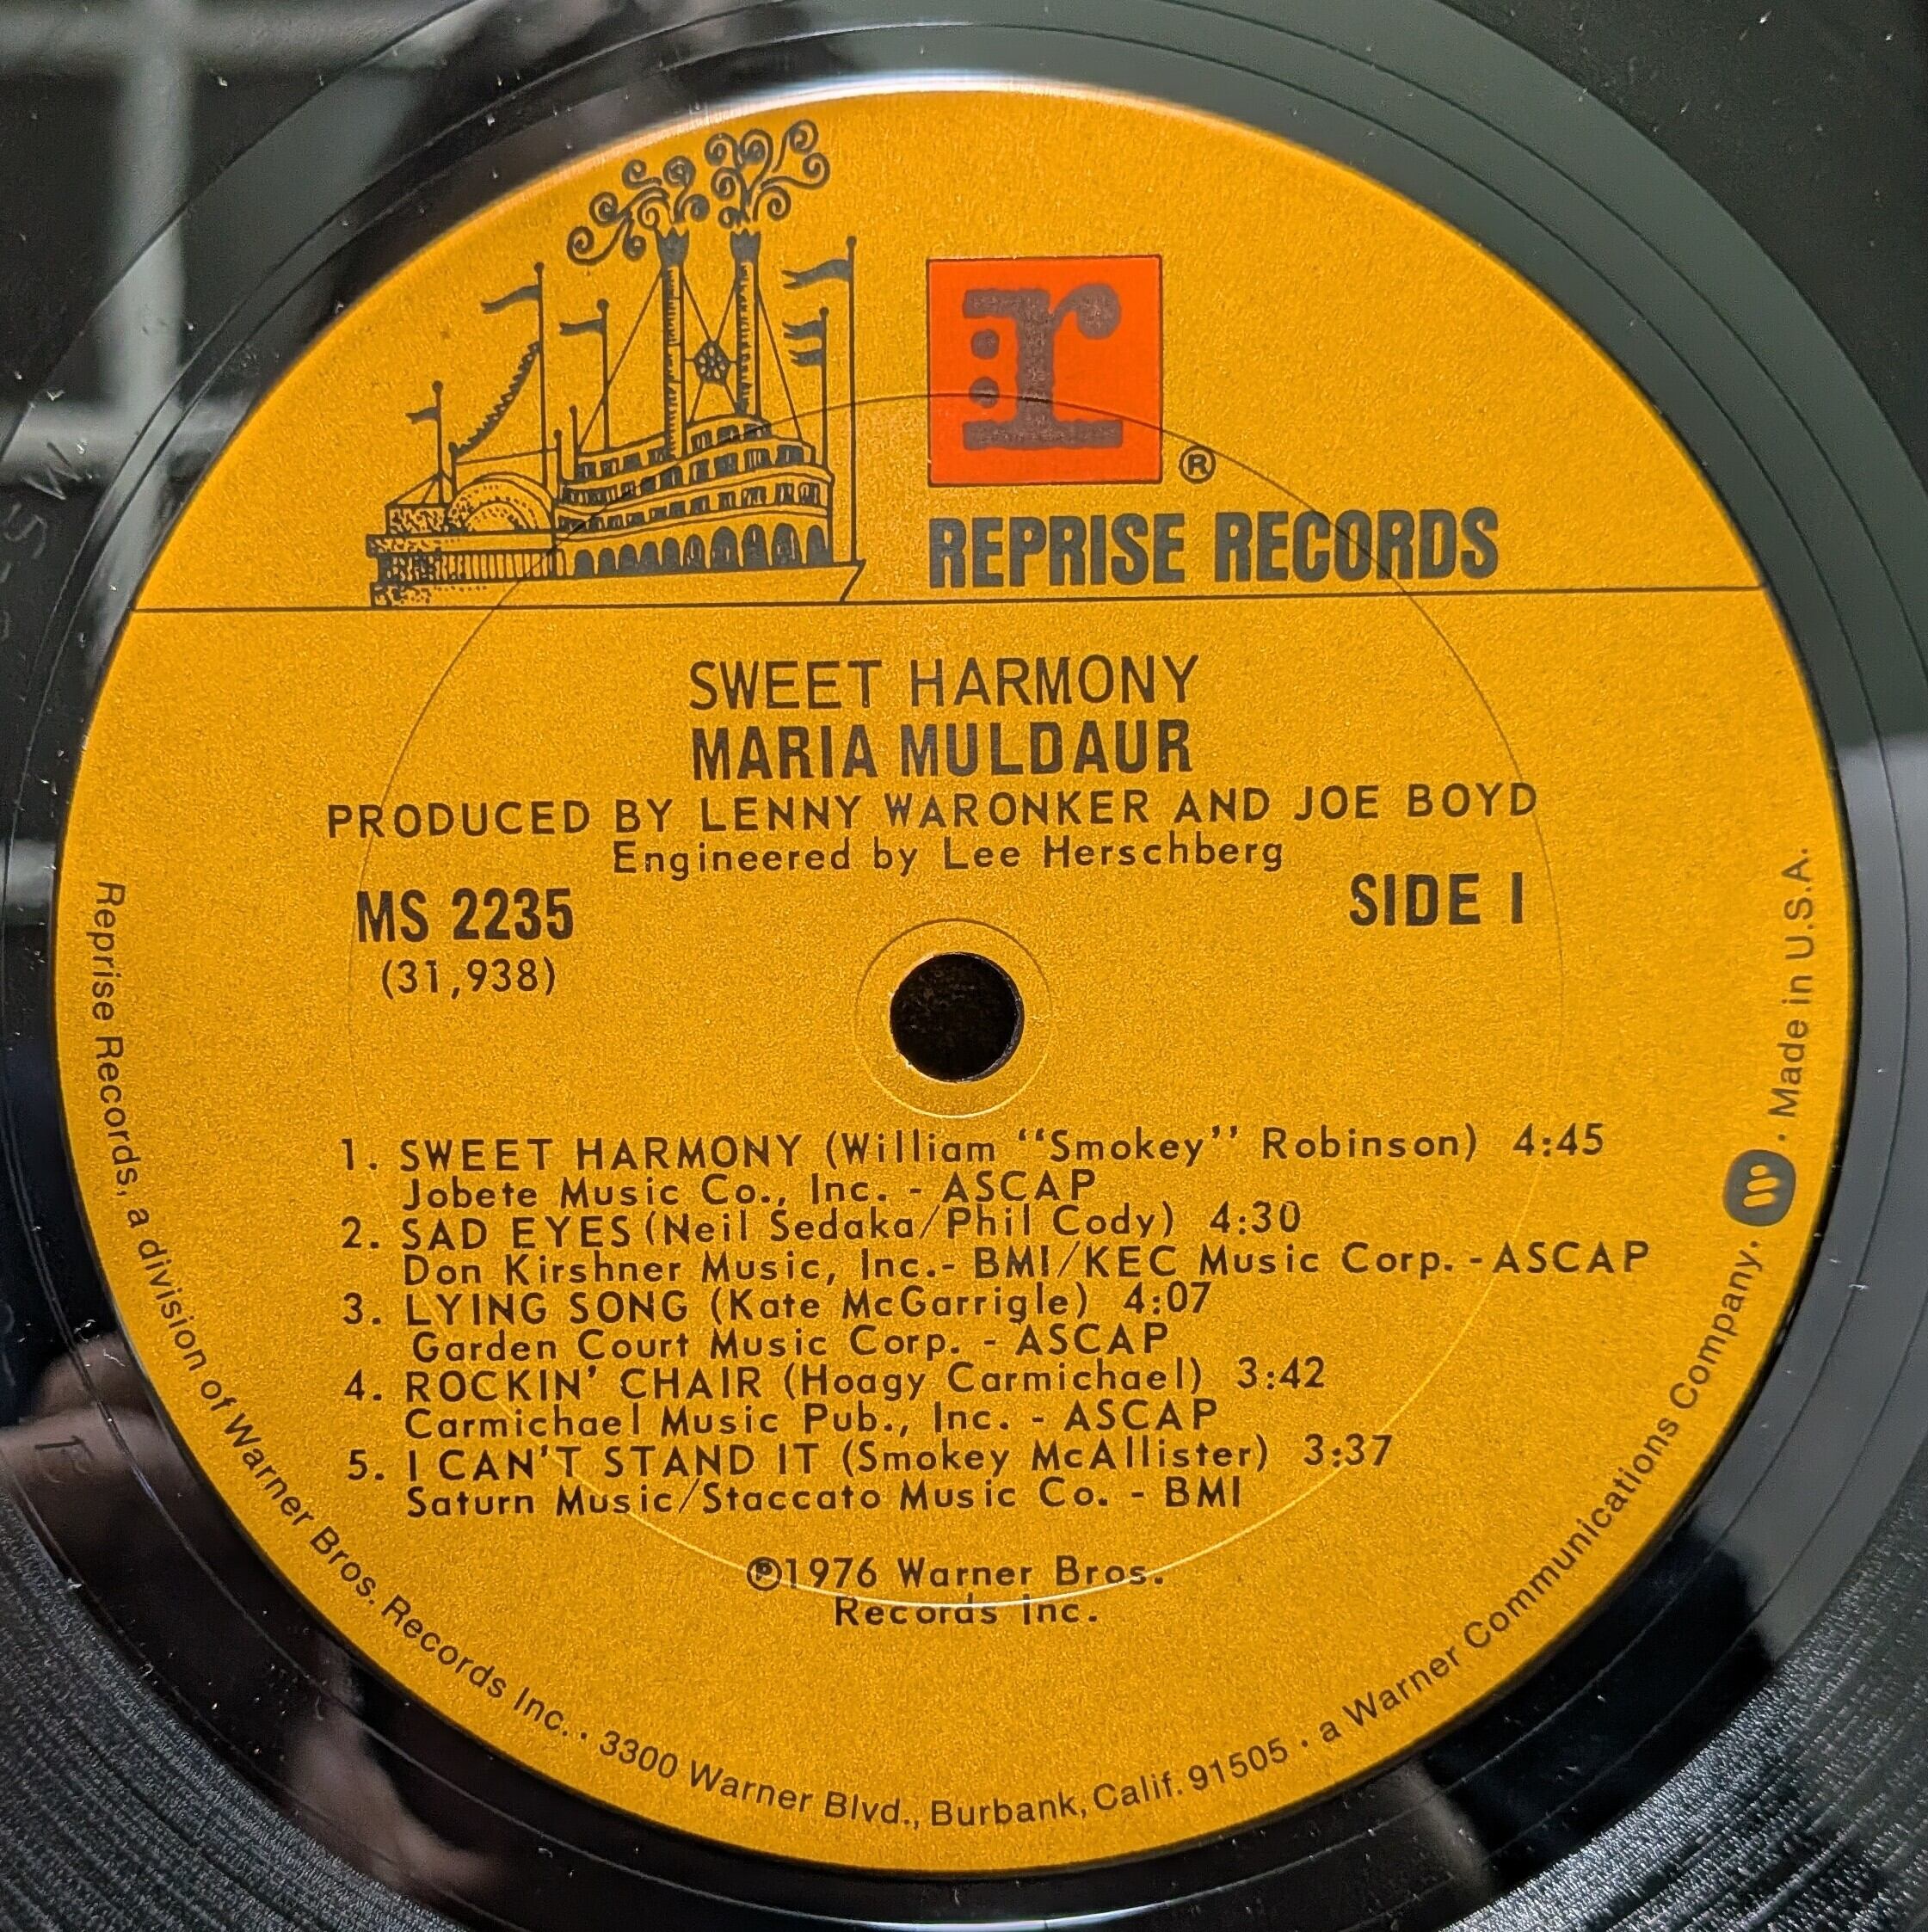 r:
®
REPRISE RECORDS
SWEET HARMONY
MARIA MULDAUR
PRODUCED BY LENNY WARONKER AND JOE BOYD
Engineered by Lee Herschberg
MS 2235
SIDE 1
(31,938)
1. SWEET HARMONY (William "Smokey" Robinson) 4:45
Jobete Music Co., Inc. - ASCAP
2. SAD EYES (Neil Sedaka/Phil Cody) 4:30
Don Kirshner Music, Inc.- BMI/KEC Music Corp. - ASCAP
3. LYING SONG (Kate McGarrigle) 4:07
Garden Court Music Corp. - ASCAP
4. ROCKIN' CHAIR (Hoagy Carmichael) 3:42
Carmichael Music Pub., Inc. - ASCAP
5. I CAN'T STAND IT (Smokey McAllister) 3:37
Saturn Music/Staccato Music Co. - BMI
℗1976 Warner Bros.
Records Inc.
Reprise Records, a division of Warner Bros. Records Inc. · 3300 Warner Blvd., Burbank, Calif. 91505 · a Warner Communications Company. · Made in U.S.A.